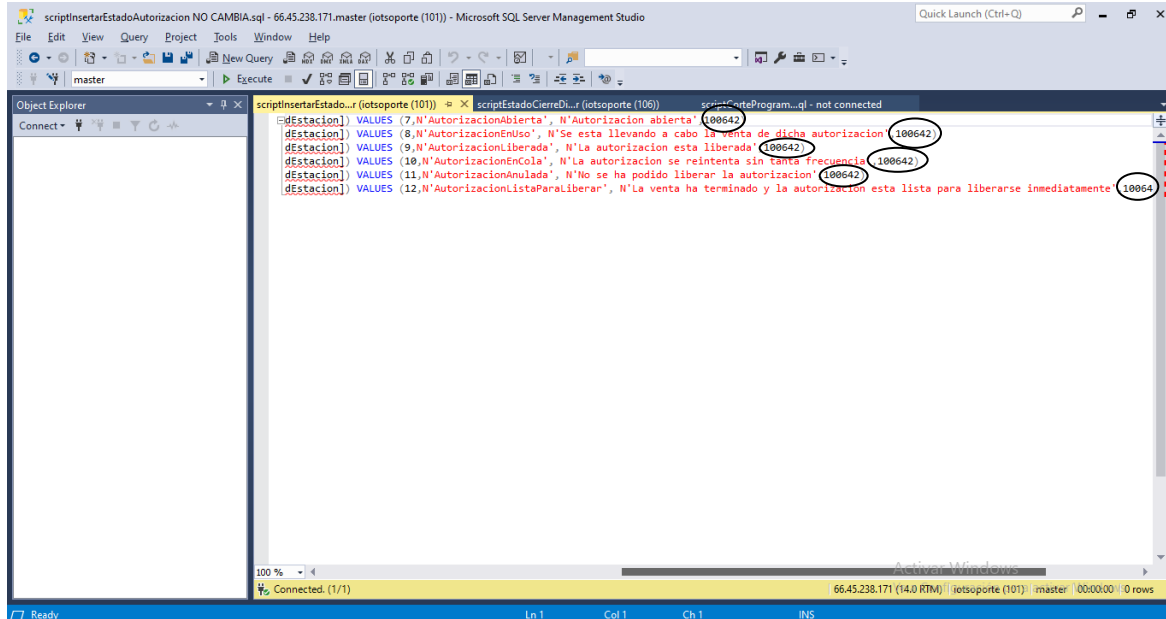 scriptInsertarEstadoAutorizacion NO CAMBIA.sql - 66.45.238.171.master (iotsoporte (101)) - Microsoft SQL Server Management Studio
Quick Launch (Ctrl+Q)
File Edit View Query Project Tools Window Help
New Query
master Execute
Object Explorer
scriptInsertarEstado...r (iotsoporte (101)) scriptEstadoCierreDi...r (iotsoporte (106)) scriptCorteProgram...ql - not connected
Connect
dEstacion]) VALUES (7,N'AutorizacionAbierta', N'Autorizacion abierta',100642)
dEstacion]) VALUES (8,N'AutorizacionEnUso', N'Se esta llevando a cabo la venta de dicha autorizacion',100642)
dEstacion]) VALUES (9,N'AutorizacionLiberada', N'La autorizacion esta liberada',100642)
dEstacion]) VALUES (10,N'AutorizacionEnCola', N'La autorizacion se reintenta sin tanta frecuencia',100642)
dEstacion]) VALUES (11,N'AutorizacionAnulada', N'No se ha podido liberar la autorizacion',100642)
dEstacion]) VALUES (12,N'AutorizacionListaParaLiberar', N'La venta ha terminado y la autorización esta lista para liberarse inmediatamente',10064
100 %
Activar Windows
Connected. (1/1) 66.45.238.171 (14.0 RTM) iotsoporte (101) master 00:00:00 0 rows
Ready Ln 1 Col 1 Ch 1 INS